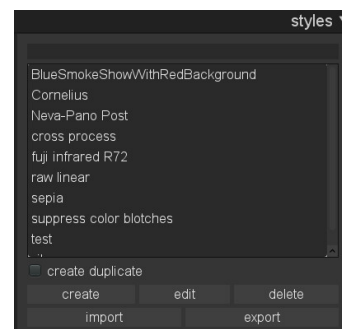 styles
BlueSmokeShowWithRedBackground
Cornelius
Neva-Pano Post
cross process
fuji infrared R72
raw linear
sepia
suppress color blotches
test
create duplicate
create edit delete
import export